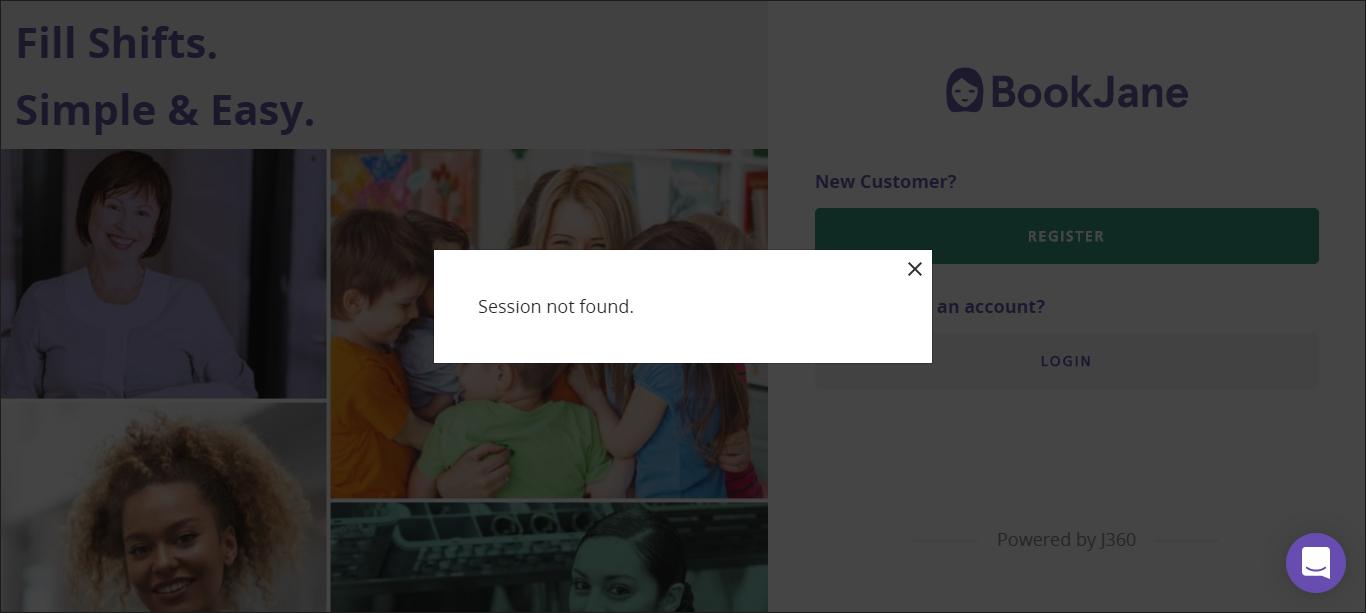 Fill Shifts.
Simple & Easy.
BookJane
New Customer?
REGISTER
Session not found.
an account?
LOGIN
Powered by J360